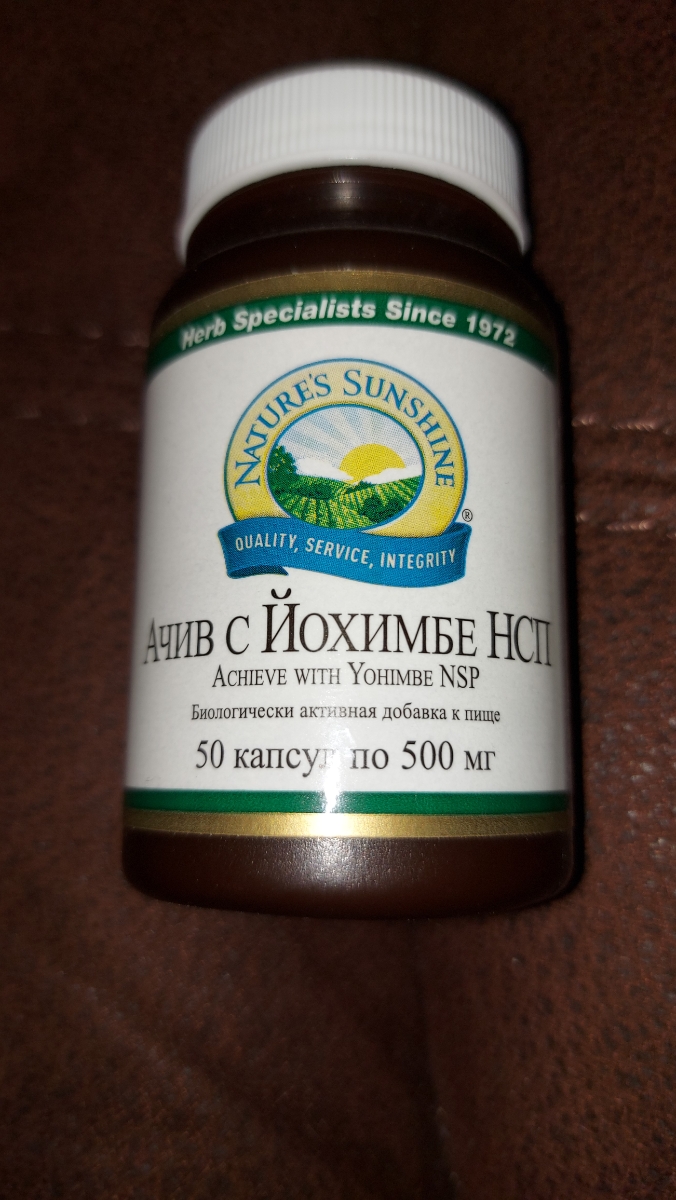 Herb Specialists Since 1972
NATURE'S SUNSHINE
®
QUALITY, SERVICE, INTEGRITY
АЧИВ С ЙОХИМБЕ НСП
ACHIEVE WITH YOHIMBE NSP
Биологически активная добавка к пище
50 капсул по 500 мг